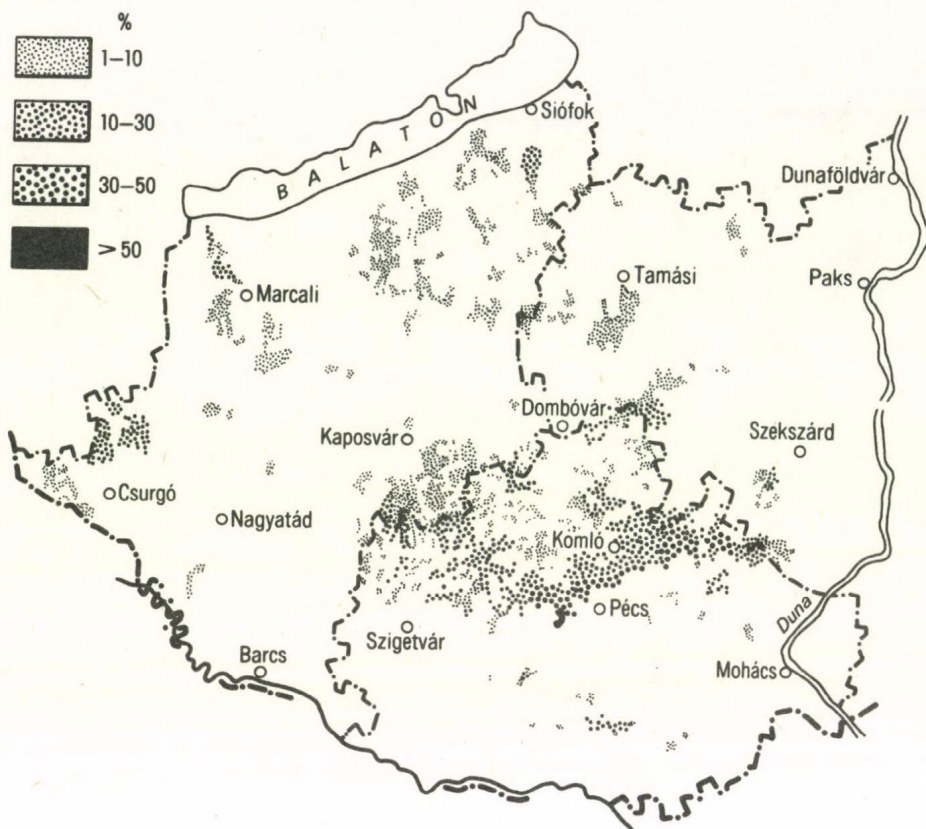 %
1–10
10–30
30–50
> 50
BALATON
Siófok
Dunaföldvár
Marcali
Tamási
Paks
Dombóvár
Kaposvár
Szekszárd
Csurgó
Nagyatád
Komló
Pécs
Duna
Szigetvár
Barcs
Mohács